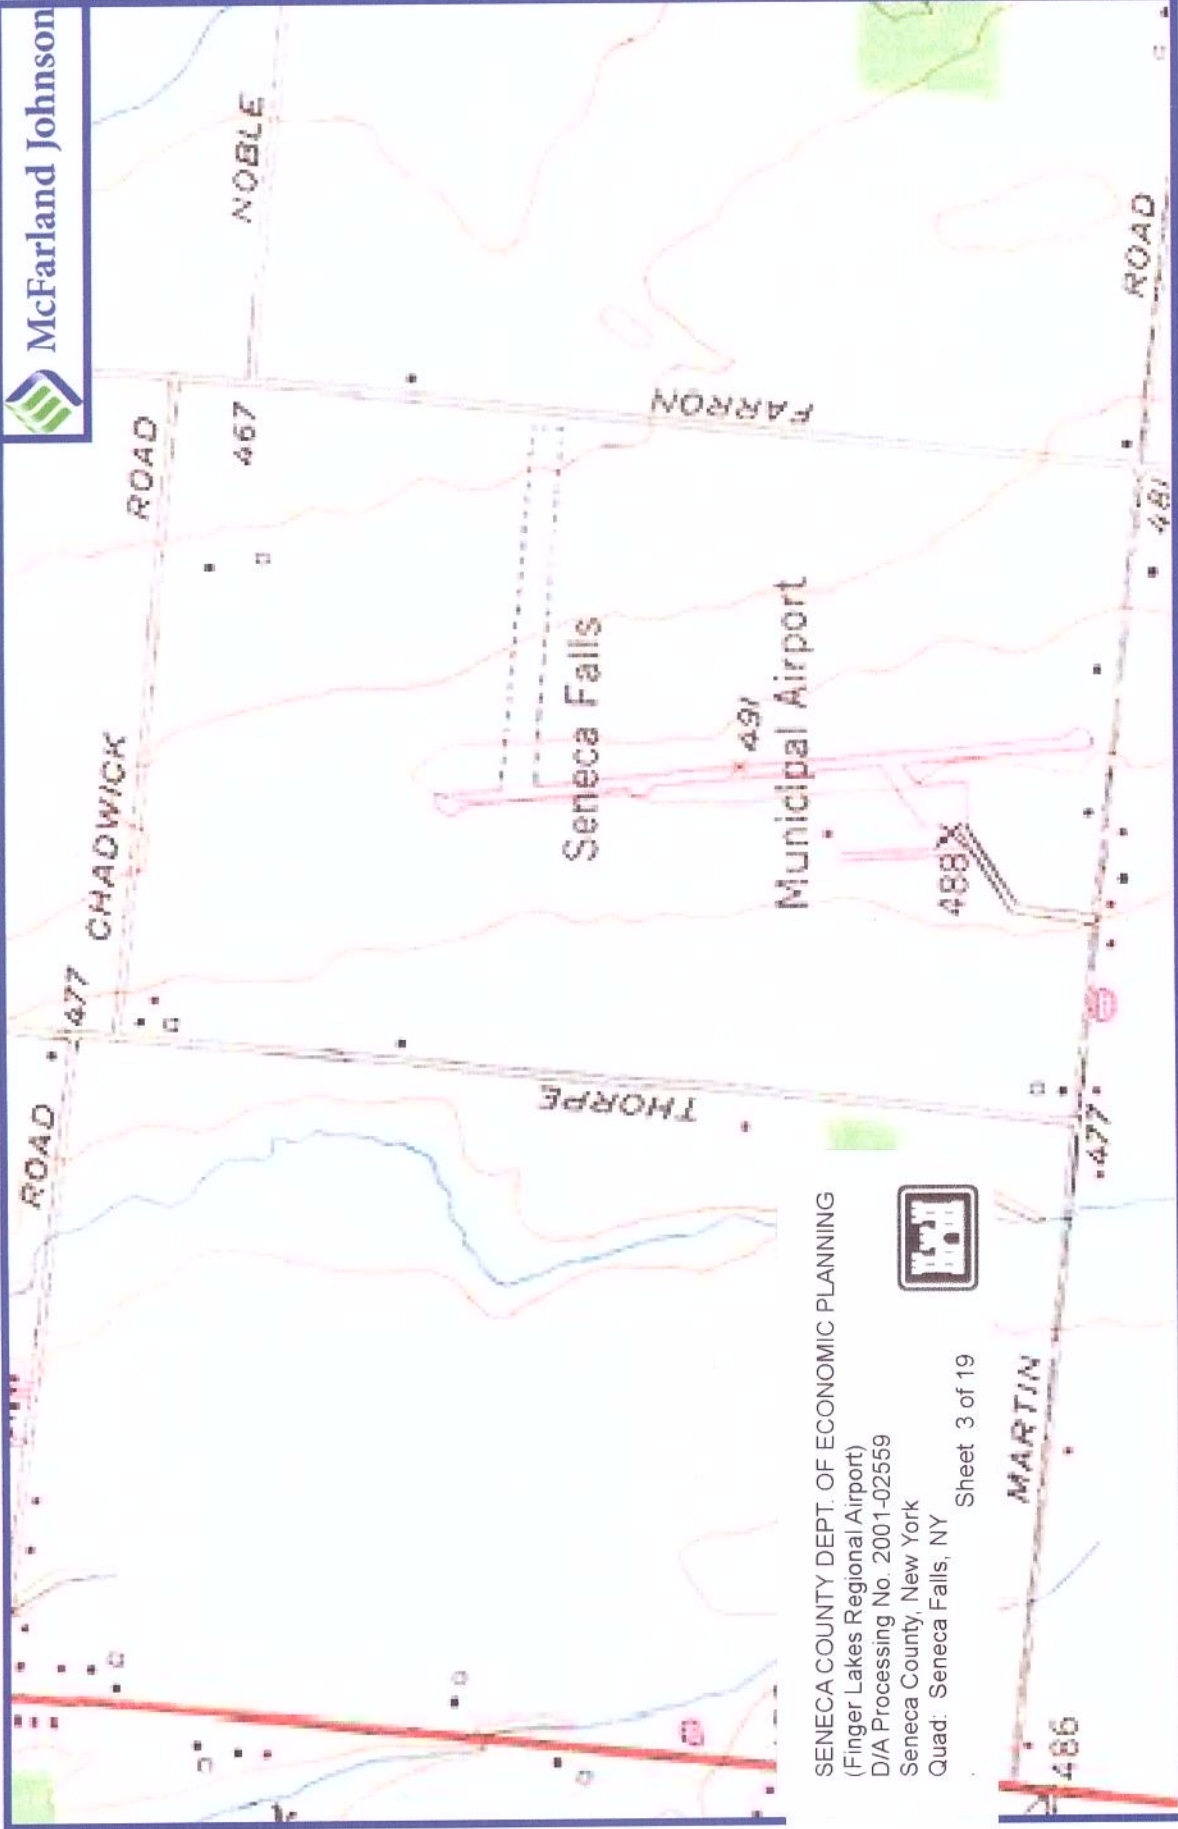 McFarland Johnson
ROAD
477
CHADWICK
ROAD
467
NOBLE
THORPE
FARRON
Seneca Falls
491
Municipal Airport
488X
486
MARTIN
.477
481
ROAD
SENECA COUNTY DEPT. OF ECONOMIC PLANNING
(Finger Lakes Regional Airport)
D/A Processing No. 2001-02559
Seneca County, New York
Quad: Seneca Falls, NY
Sheet 3 of 19